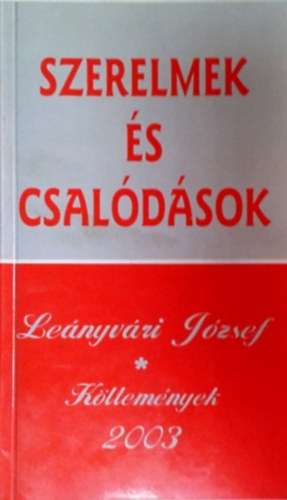 SZERELMEK
ÉS
CSALÓDÁSOK
Leányvári József
*
Költemények
2003